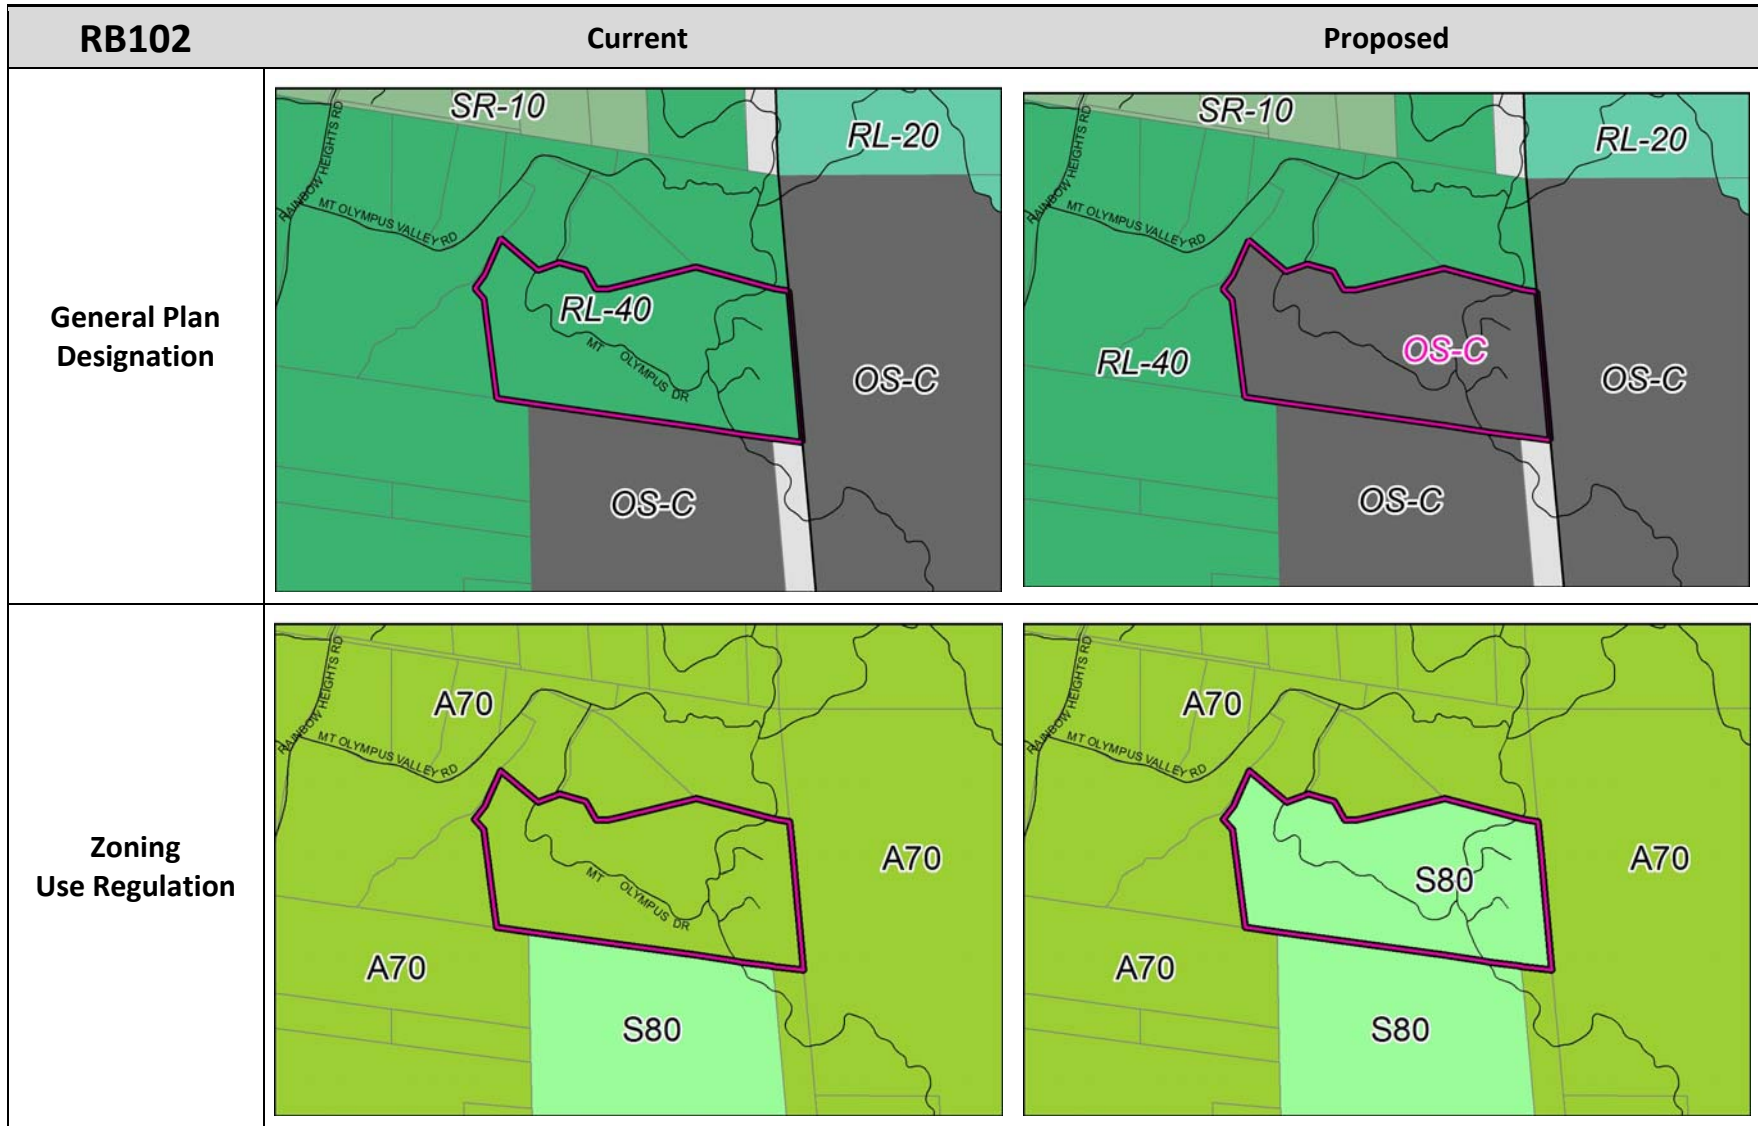 RB102
Current
Proposed
General Plan
Designation
SR-10
RL-20
RAINBOW HEIGHTS RD
MT OLYMPUS VALLEY RD
RL-40
MT OLYMPUS DR
OS-C
OS-C
SR-10
RL-20
RAINBOW HEIGHTS RD
MT OLYMPUS VALLEY RD
OS-C
RL-40
OS-C
OS-C
Zoning
Use Regulation
RAINBOW HEIGHTS RD
A70
MT OLYMPUS VALLEY RD
A70
MT OLYMPUS DR
A70
S80
RAINBOW HEIGHTS RD
A70
MT OLYMPUS VALLEY RD
A70
S80
A70
S80